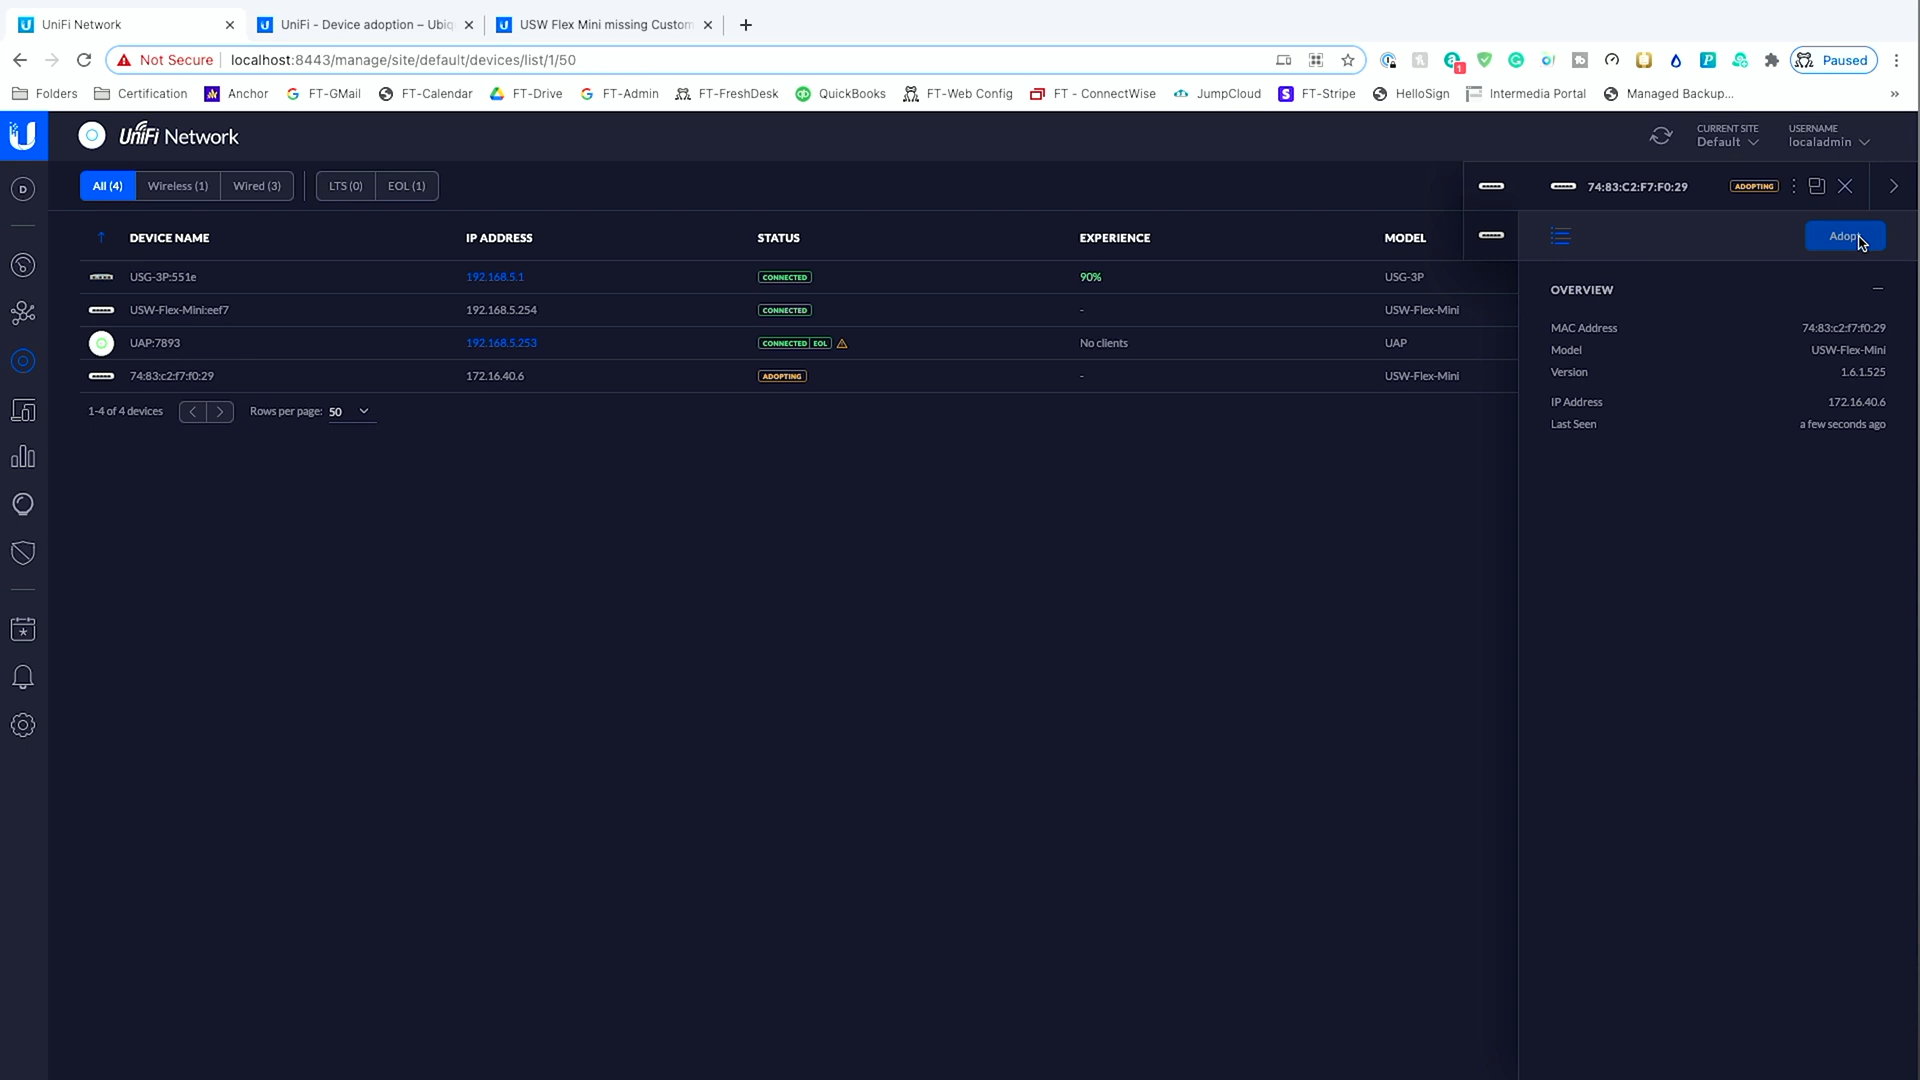 UniFi Network
UniFi - Device adoption – Ubiq
USW Flex Mini missing Custom
Not Secure
localhost:8443/manage/site/default/devices/list/1/50
Paused
Folders
Certification
Anchor
FT-GMail
FT-Calendar
FT-Drive
FT-Admin
FT-FreshDesk
QuickBooks
FT-Web Config
FT - ConnectWise
JumpCloud
FT-Stripe
HelloSign
Intermedia Portal
Managed Backup...
UniFi Network
CURRENT SITE
Default
USERNAME
localadmin
All (4)
Wireless (1)
Wired (3)
LTS (0)
EOL (1)
74:83:C2:F7:F0:29
ADOPTING
DEVICE NAME IP ADDRESS STATUS EXPERIENCE MODEL
Adopt
USG-3P:551e 192.168.5.1 CONNECTED 90% USG-3P
USW-Flex-Mini:eef7 192.168.5.254 CONNECTED - USW-Flex-Mini
UAP:7893 192.168.5.253 CONNECTED EOL No clients UAP
74:83:c2:f7:f0:29 172.16.40.6 ADOPTING - USW-Flex-Mini
1-4 of 4 devices
Rows per page: 50
OVERVIEW
MAC Address 74:83:c2:f7:f0:29
Model USW-Flex-Mini
Version 1.6.1.525
IP Address 172.16.40.6
Last Seen a few seconds ago